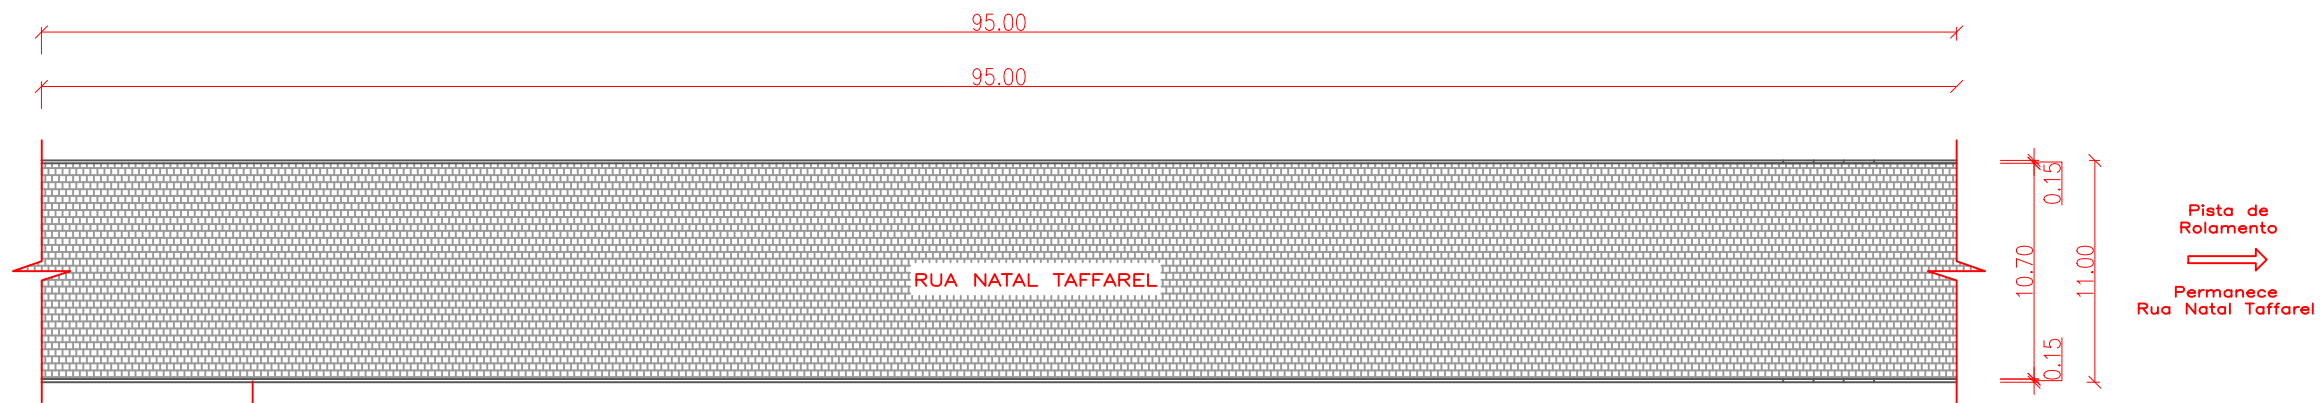 95.00
95.00
RUA NATAL TAFFAREL
0.15
10.70
0.15
11.00
Pista de
Rolamento
Permanece
Rua Natal Taffarel